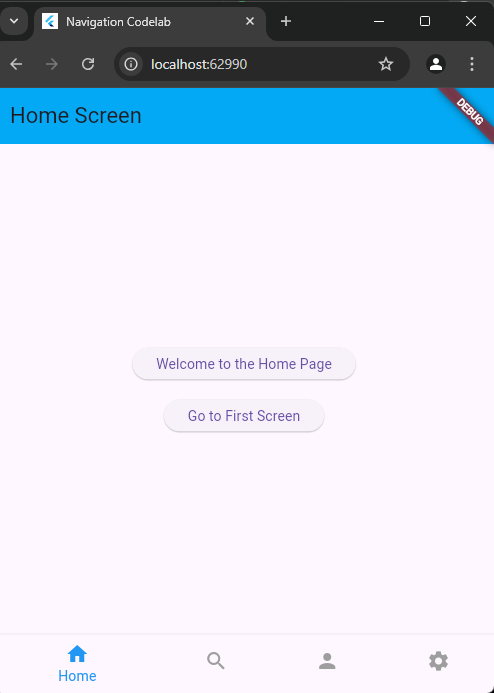 Navigation Codelab
localhost:62990
Home Screen
DEBUG
Welcome to the Home Page
Go to First Screen
Home